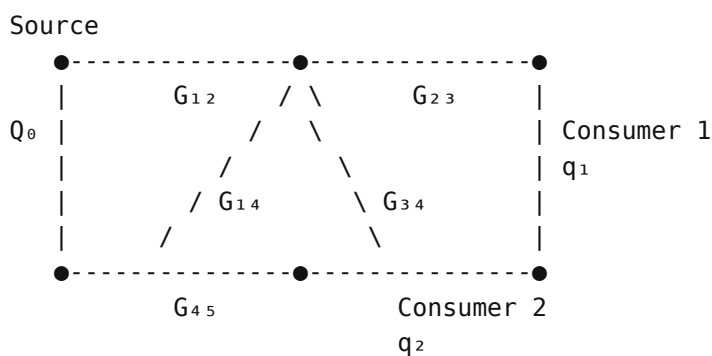 Source
G₁₂ G₂₃
Q₀ Consumer 1
q₁
G₁₄ G₃₄
G₄₅ Consumer 2
q₂